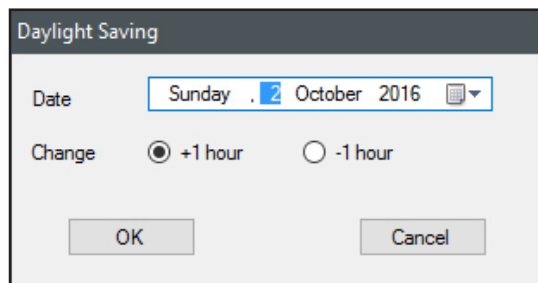 Daylight Saving
Date Sunday , 2 October 2016
Change +1 hour -1 hour
OK Cancel